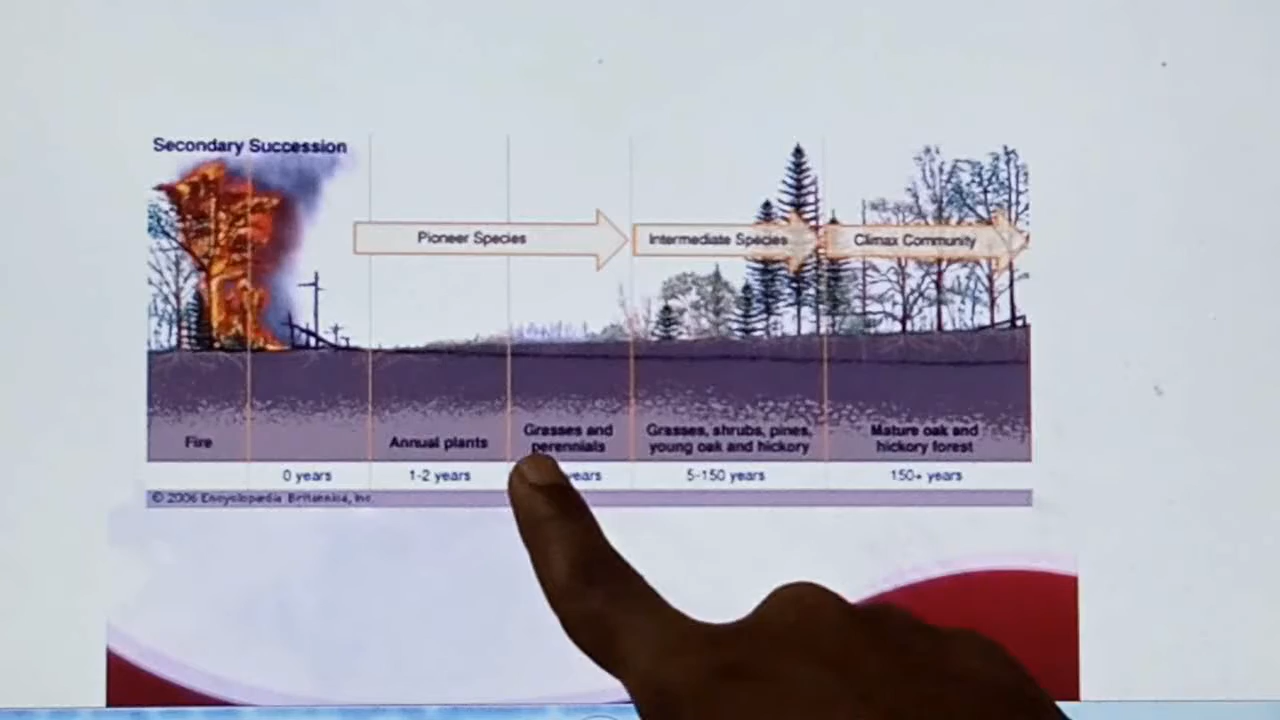 Secondary Succession
Pioneer Species
Intermediate Species
Climax Community
Fire
Annual plants
Grasses and
perennials
Grasses, shrubs, pines,
young oak and hickory
Mature oak and
hickory forest
0 years
1-2 years
years
5-150 years
150+ years
© 2006 Encyclopædia Britannica, Inc.